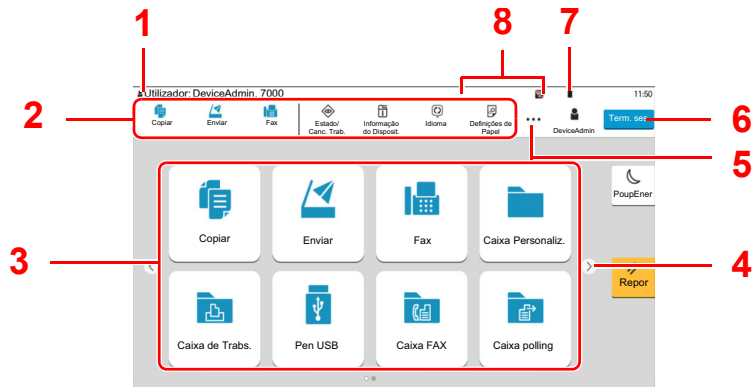 1
8
7
Utilizador: DeviceAdmin. 7000
11:50
2
Copiar
Enviar
Fax
Estado/
Canc. Trab.
Informação
do Disposit.
Idioma
Definições de
Papel
DeviceAdmin
Term. ses
6
5
PoupEner
Copiar
Enviar
Fax
Caixa Personaliz.
3
4
Repor
Caixa de Trabs.
Pen USB
Caixa FAX
Caixa polling